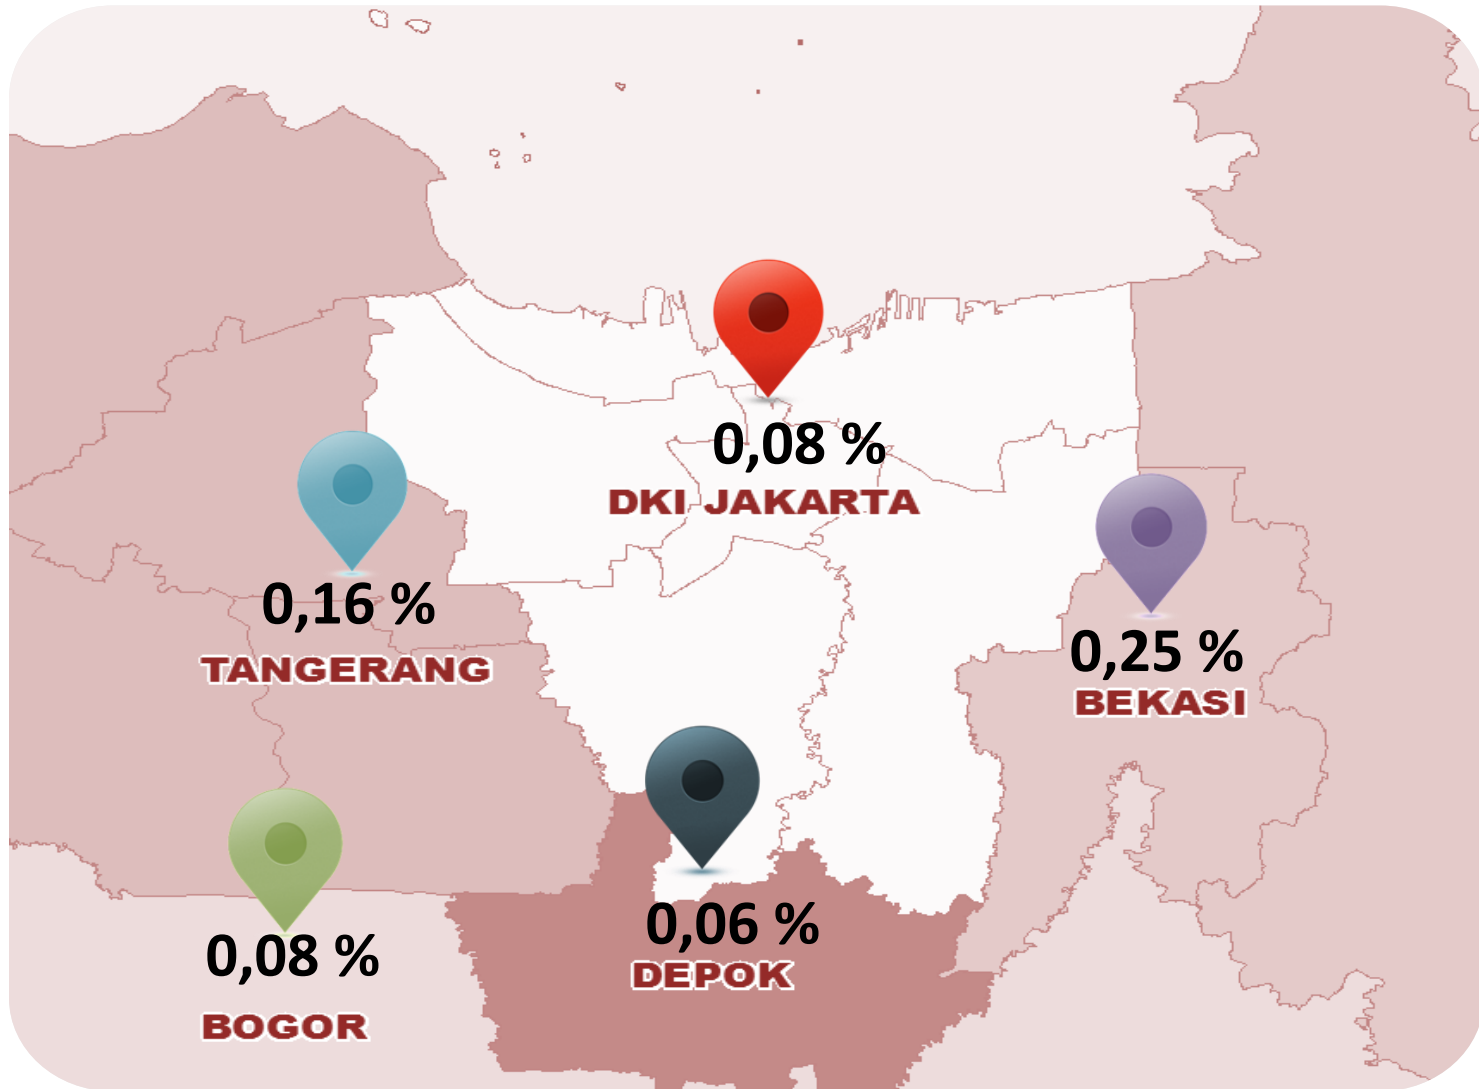 0,08 %
DKI JAKARTA
0,16 %
TANGERANG
0,25 %
BEKASI
0,06 %
DEPOK
0,08 %
BOGOR